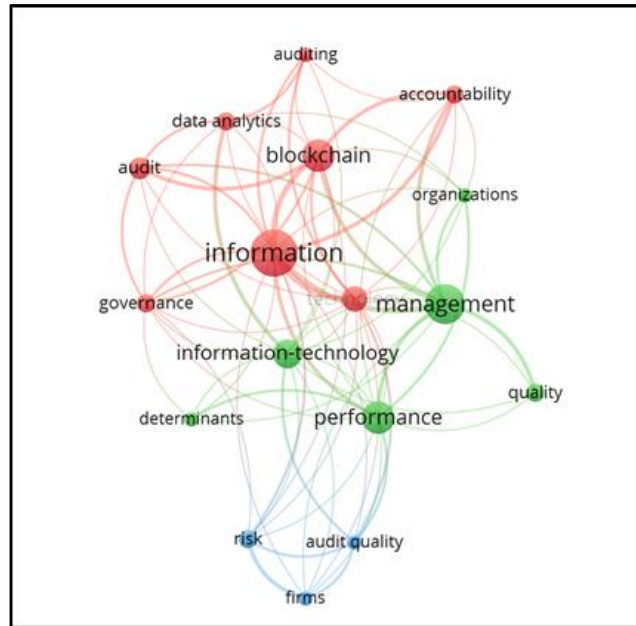 auditing
accountability
data analytics
blockchain
audit
organizations
information
governance
management
information-technology
determinants
performance
quality
risk
audit quality
firms